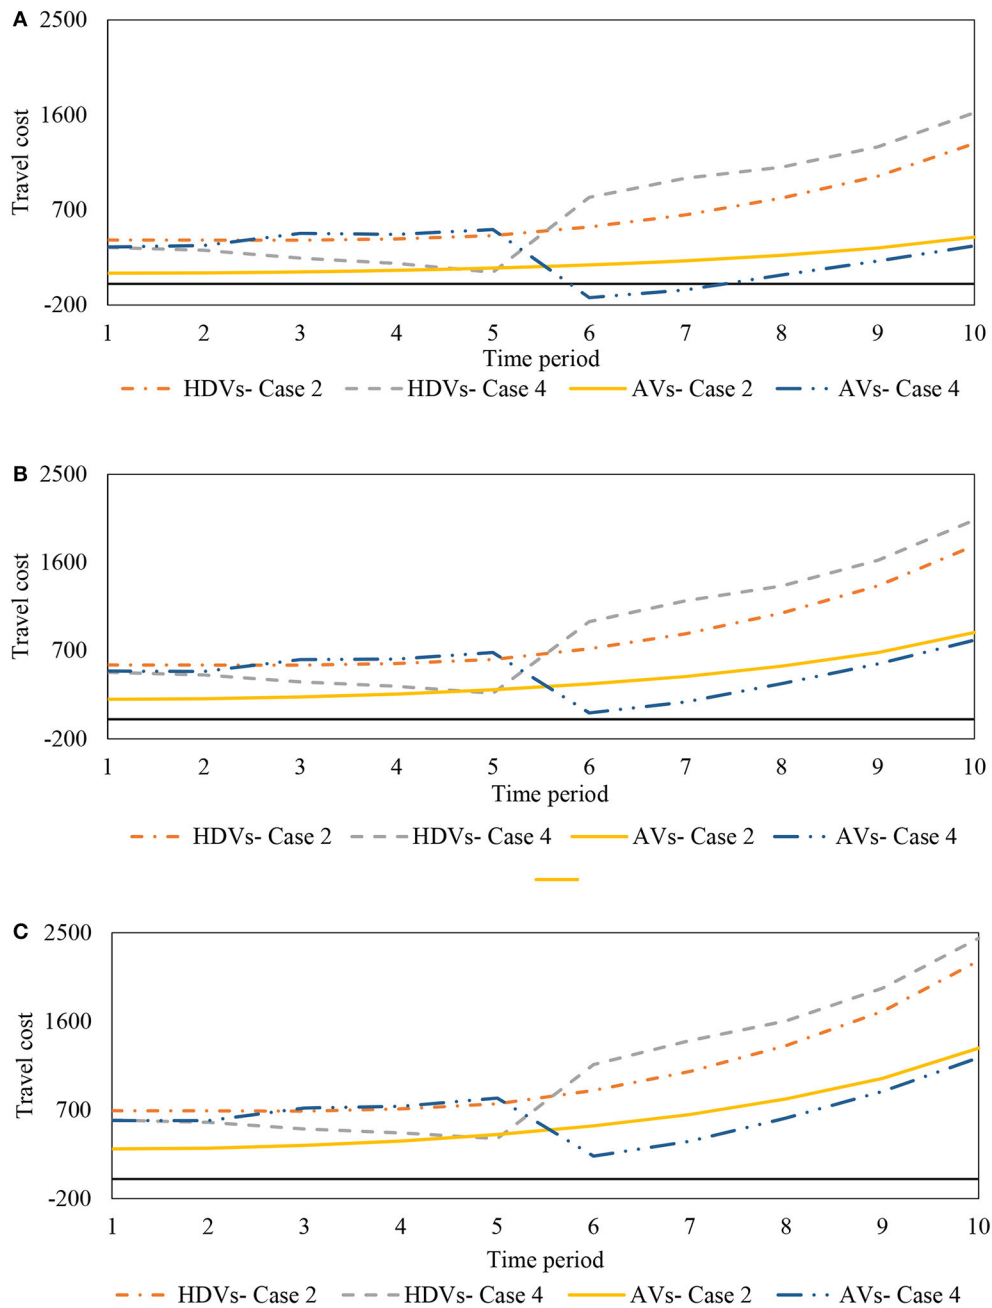 A
2500
1600
700
-200
Travel cost
1 2 3 4 5 6 7 8 9 10
Time period
HDVs- Case 2 HDVs- Case 4 AVs- Case 2 AVs- Case 4
B
2500
1600
700
-200
Travel cost
1 2 3 4 5 6 7 8 9 10
Time period
HDVs- Case 2 HDVs- Case 4 AVs- Case 2 AVs- Case 4
C
2500
1600
700
-200
Travel cost
1 2 3 4 5 6 7 8 9 10
Time period
HDVs- Case 2 HDVs- Case 4 AVs- Case 2 AVs- Case 4